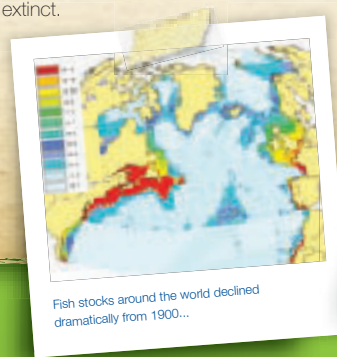 extinct.
Fish stocks around the world declined
dramatically from 1900...